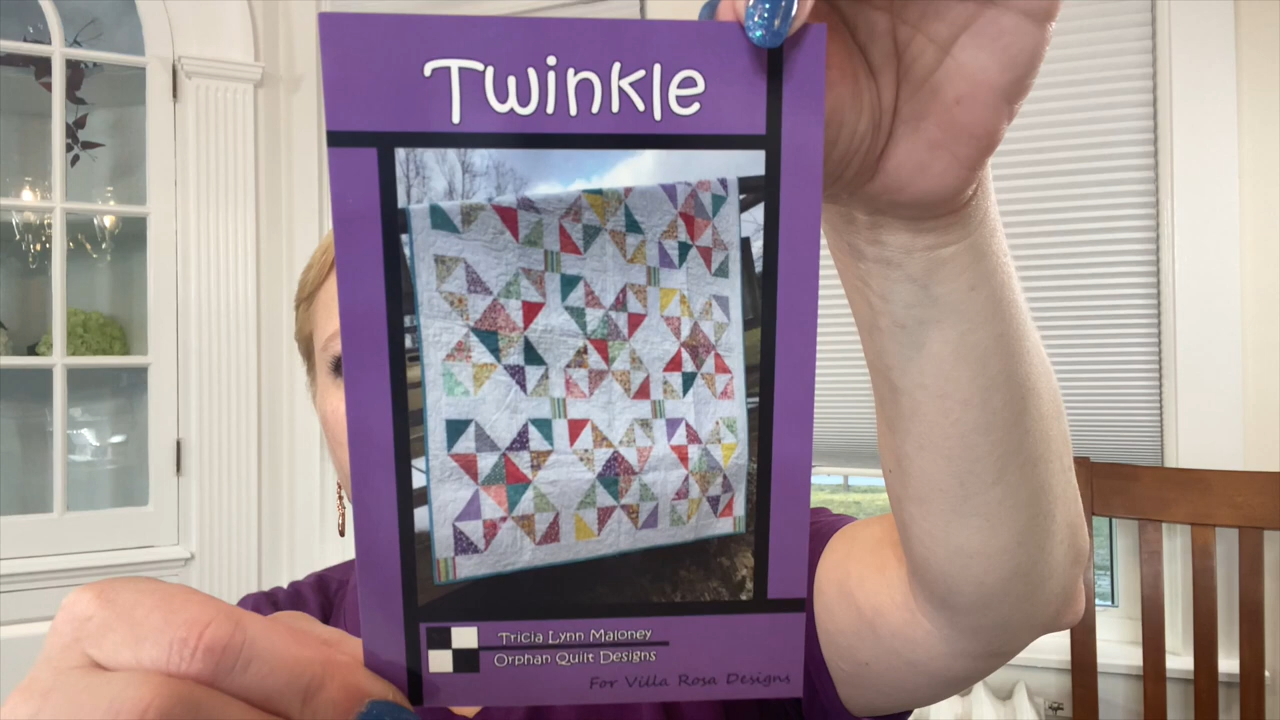 Twinkle
Tricia Lynn Maloney
Orphan Quilt Designs
For Villa Rosa Designs